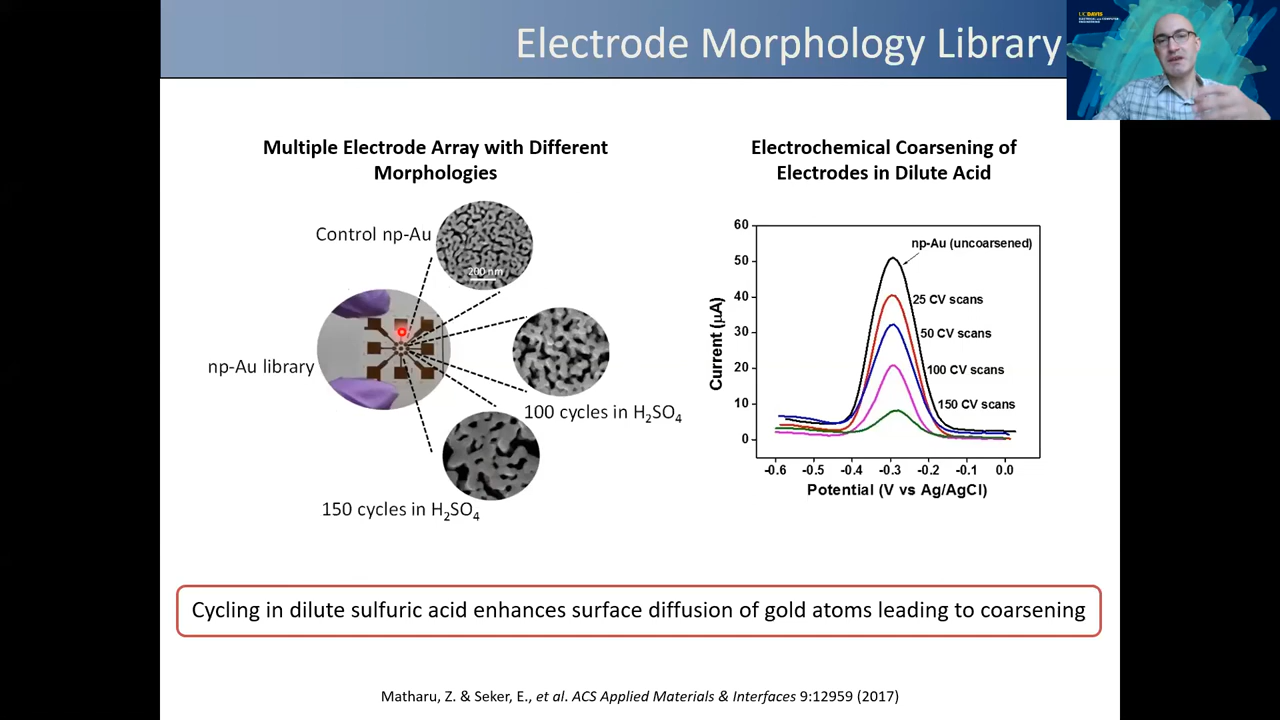 Electrode Morphology Library
UCDAVIS
ELECTRICAL AND COMPUTER
ENGINEERING
Multiple Electrode Array with Different
Morphologies
Control np-Au
200 nm
np-Au library
100 cycles in H₂SO₄
150 cycles in H₂SO₄
Electrochemical Coarsening of
Electrodes in Dilute Acid
60
50
40
30
20
10
0
Current (µA)
np-Au (uncoarsened)
25 CV scans
50 CV scans
100 CV scans
150 CV scans
-0.6 -0.5 -0.4 -0.3 -0.2 -0.1 0.0
Potential (V vs Ag/AgCl)
Cycling in dilute sulfuric acid enhances surface diffusion of gold atoms leading to coarsening
Matharu, Z. & Seker, E., et al. ACS Applied Materials & Interfaces 9:12959 (2017)